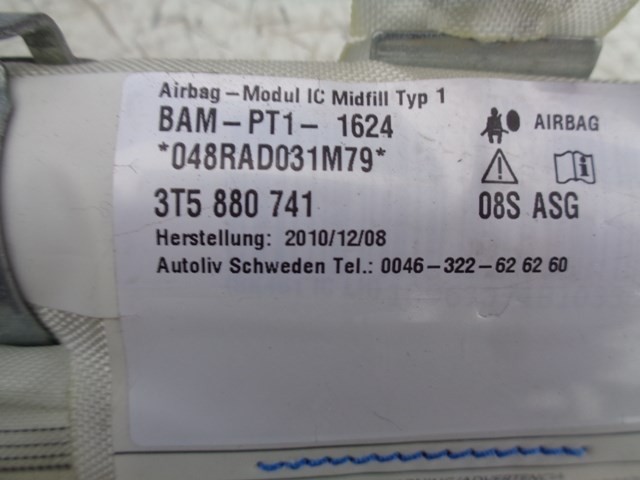 Airbag-Modul IC Midfill Typ 1
BAM-PT1- 1624
AIRBAG
*048RAD031M79*
3T5 880 741
08S ASG
Herstellung: 2010/12/08
Autoliv Schweden Tel.: 0046-322-62 62 60